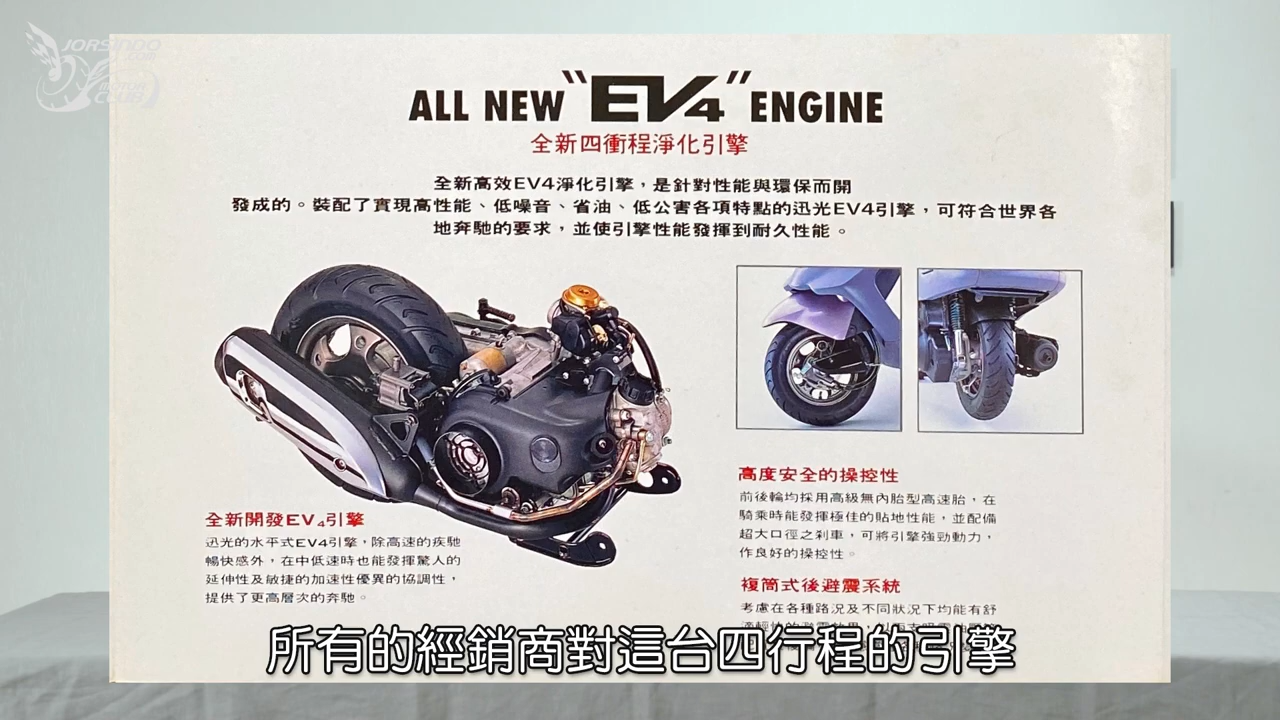 JORSINDO
.COM
MOTOR
CLUB
ALL NEW "EV4" ENGINE
全新四衝程淨化引擎
全新高效EV4淨化引擎，是針對性能與環保而開
發成的。裝配了實現高性能、低噪音、省油、低公害各項特點的迅光EV4引擎，可符合世界各
地奔馳的要求，並使引擎性能發揮到耐久性能。
全新開發EV4引擎
迅光的水平式EV4引擎，除高速的疾馳
暢快感外，在中低速時也能發揮驚人的
延伸性及敏捷的加速性優異的協調性，
提供了更高層次的奔馳。
高度安全的操控性
前後輪均採用高級無內胎型高速胎，在
騎乘時能發揮極佳的貼地性能，並配備
超大口徑之剎車，可將引擎強勁動力，
作良好的操控性。
複筒式後避震系統
考慮在各種路況及不同狀況下均能有舒
所有的經銷商對這台四行程的引擎